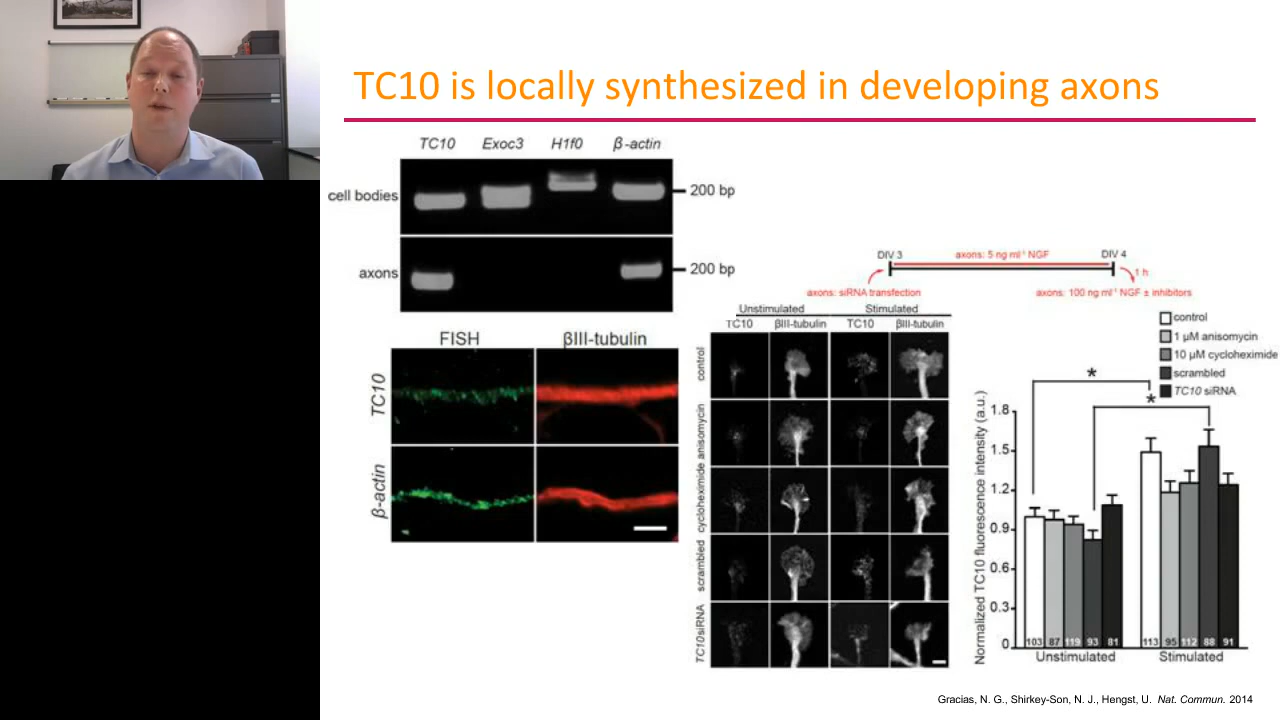 TC10 is locally synthesized in developing axons
TC10 Exoc3 H1f0 β-actin
cell bodies
200 bp
axons
200 bp
FISH βIII-tubulin
TC10
β-actin
DIV 3 axons: 5 ng ml⁻¹ NGF DIV 4
1 h
axons: siRNA transfection axons: 100 ng ml⁻¹ NGF ± inhibitors
Unstimulated Stimulated
TC10 βIII-tubulin TC10 βIII-tubulin
control
anisomycin
cycloheximide
scrambled
TC10 siRNA
control
1 µM anisomycin
10 µM cycloheximide
scrambled
TC10 siRNA
*
*
Normalized TC10 fluorescence intensity (a.u.)
1.8
1.5
1.2
0.9
0.6
0.3
0
103 87 119 93 81 113 95 112 88 91
Unstimulated Stimulated
Gracias, N. G., Shirkey-Son, N. J., Hengst, U. Nat. Commun. 2014